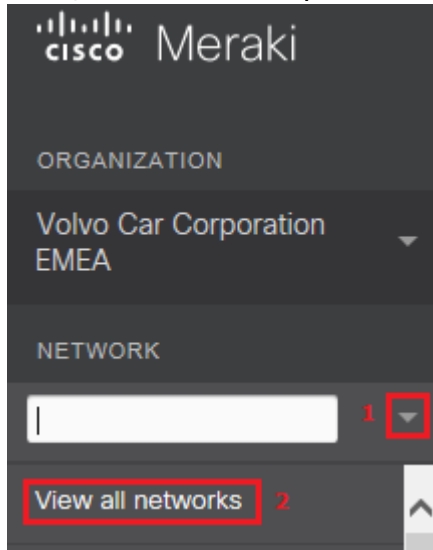 cisco Meraki
ORGANIZATION
Volvo Car Corporation
EMEA
NETWORK
1
View all networks 2